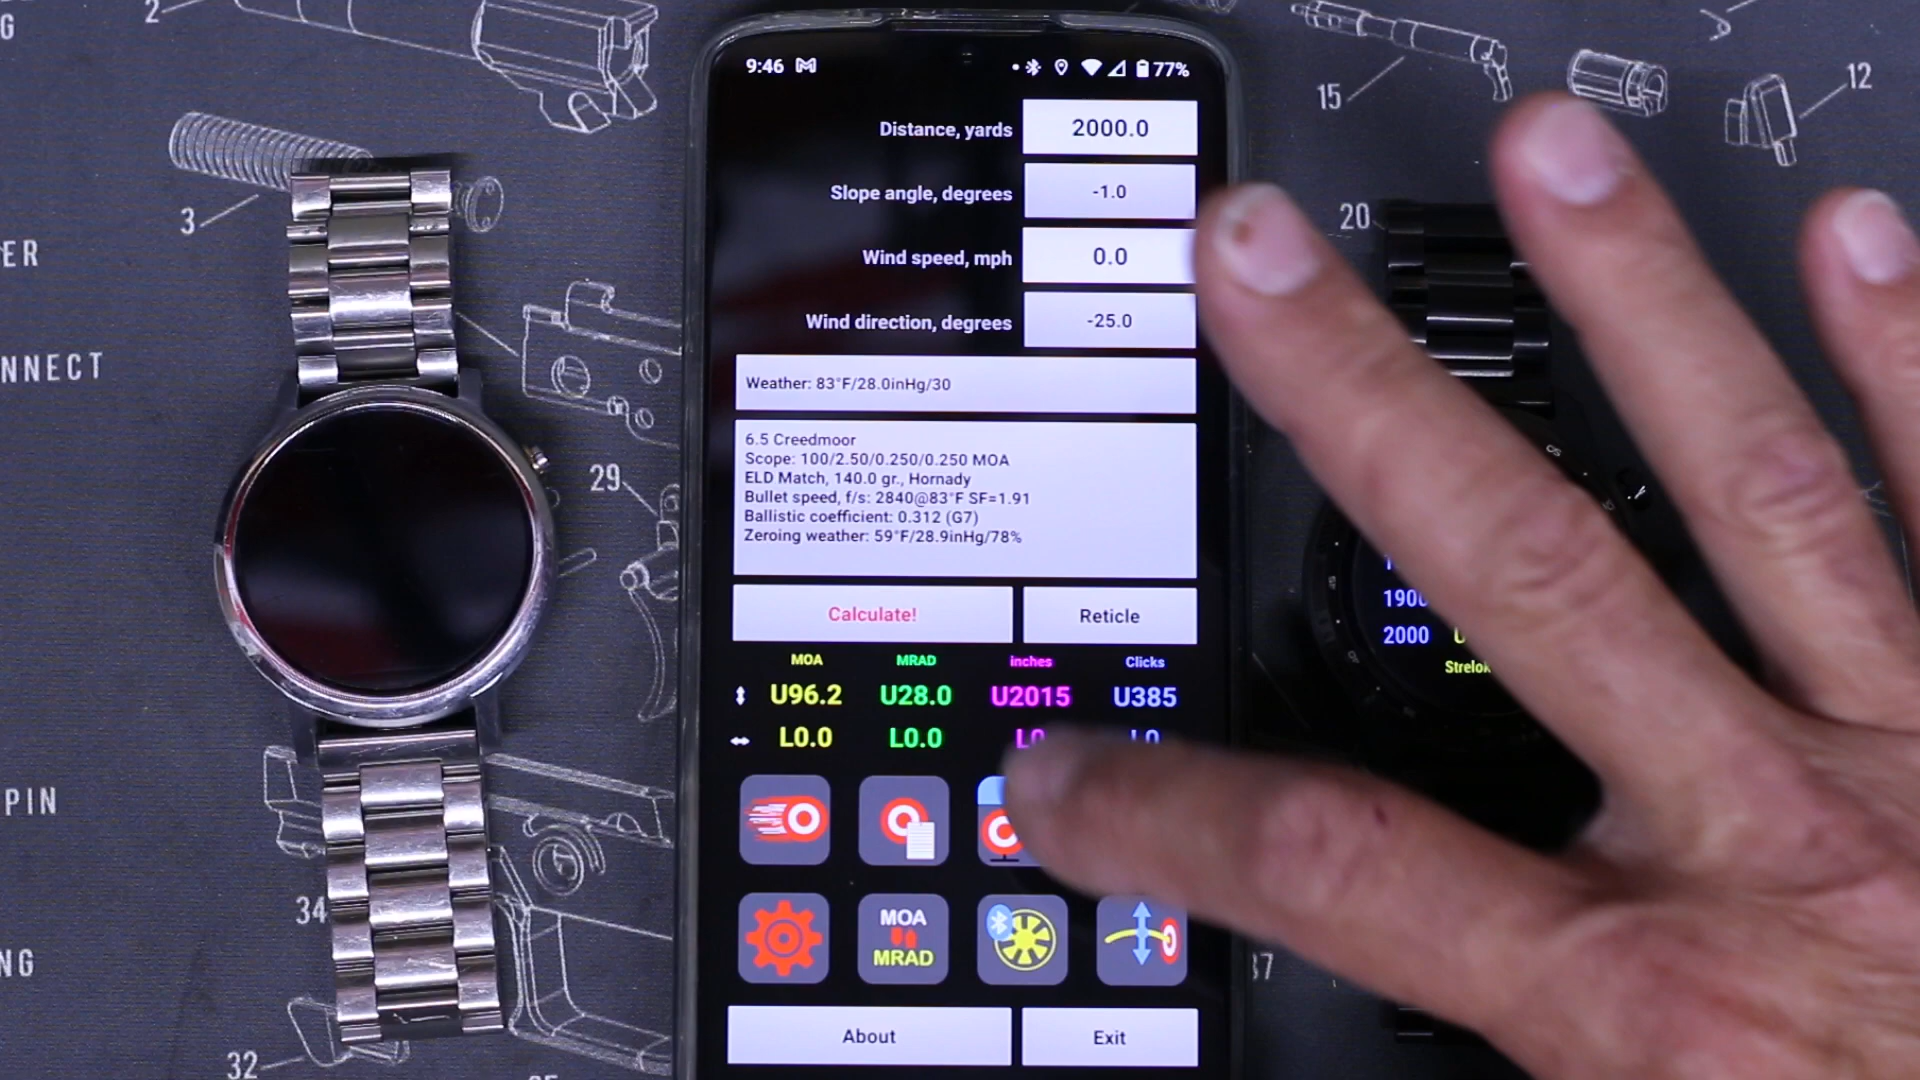 2
G
3
ER
NNECT
PIN
NG
29
34
32
15
12
20
37
9:46 77%
Distance, yards 2000.0
Slope angle, degrees -1.0
Wind speed, mph 0.0
Wind direction, degrees -25.0
Weather: 83°F/28.0inHg/30
6.5 Creedmoor
Scope: 100/2.50/0.250/0.250 MOA
ELD Match, 140.0 gr., Hornady
Bullet speed, f/s: 2840@83°F SF=1.91
Ballistic coefficient: 0.312 (G7)
Zeroing weather: 59°F/28.9inHg/78%
Calculate! Reticle
MOA MRAD inches Clicks
U96.2 U28.0 U2015 U385
L0.0 L0.0 L0 L0
MOA
MRAD
About Exit
1900
2000 U
Strelok